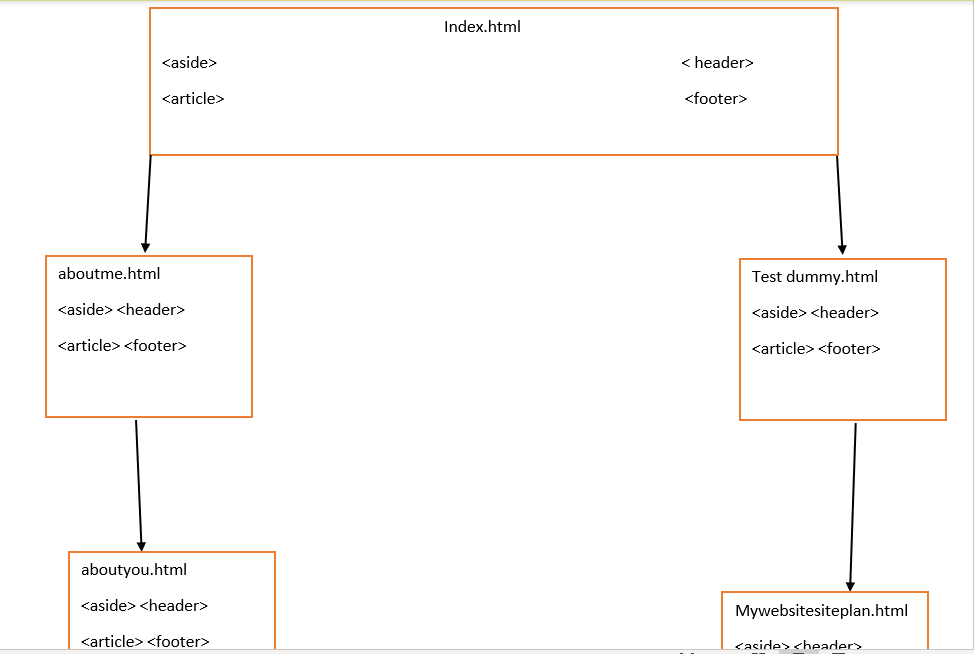 Index.html
<aside> < header>
<article> <footer>
aboutme.html
<aside> <header>
<article> <footer>
Test dummy.html
<aside> <header>
<article> <footer>
aboutyou.html
<aside> <header>
<article> <footer>
Mywebsitesiteplan.html
<aside> <header>